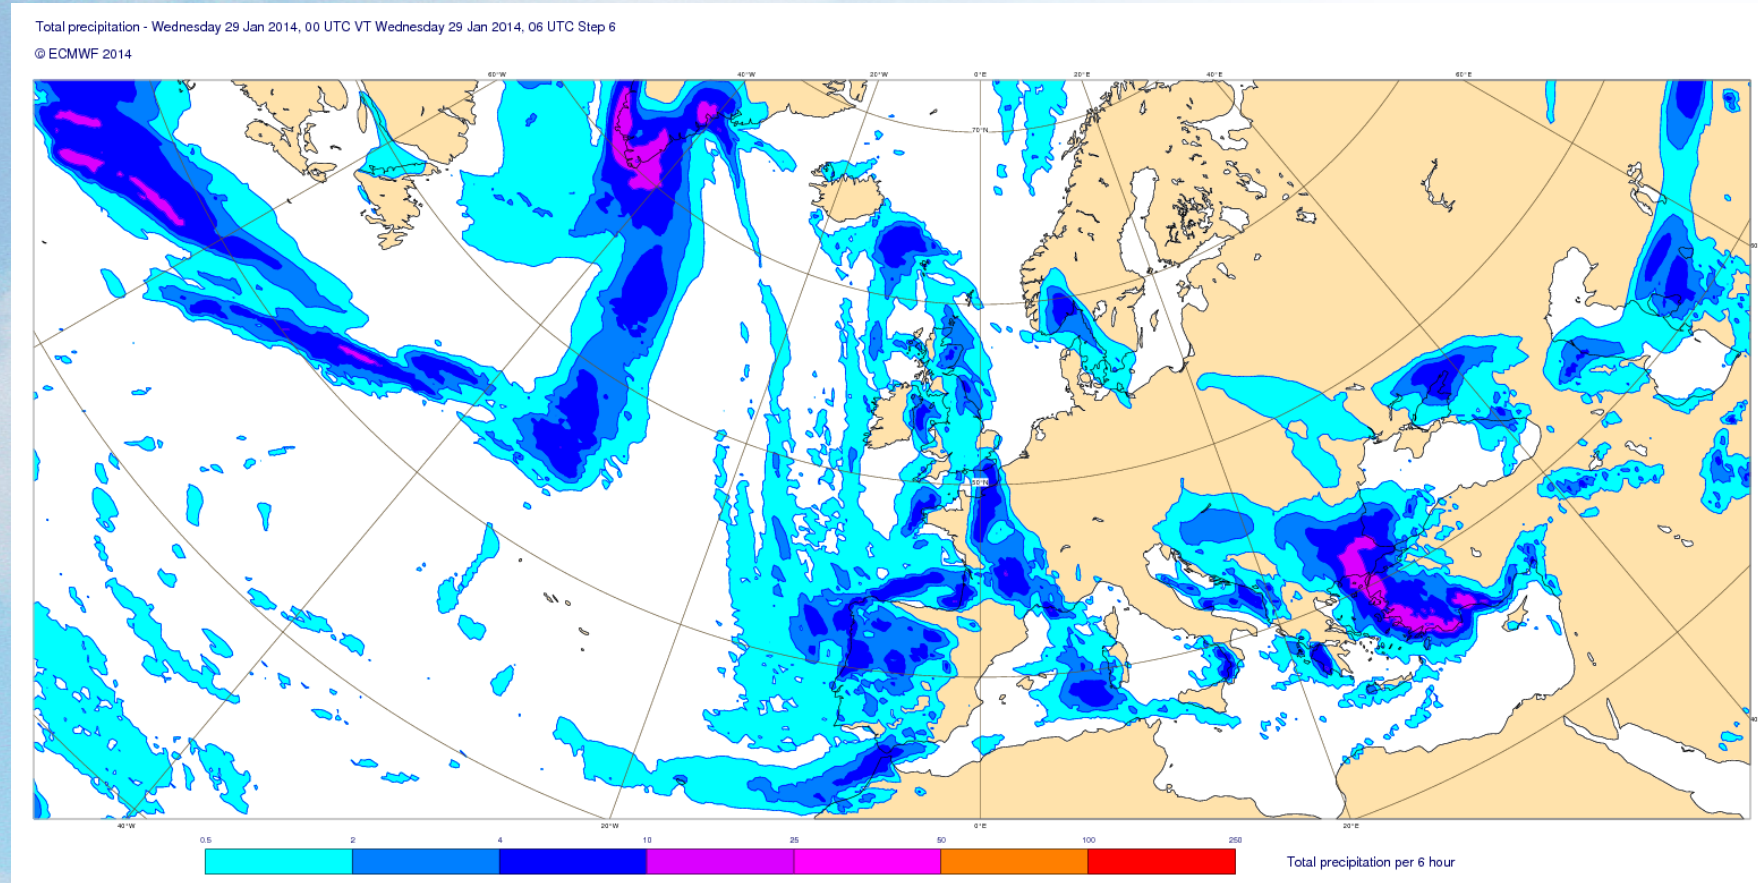 Total precipitation - Wednesday 29 Jan 2014, 00 UTC VT Wednesday 29 Jan 2014, 06 UTC Step 6
© ECMWF 2014
60°W 40°W 20°W 0°E 20°E 40°E 60°E
70°N
50°N
40°W 20°W 0°E 20°E
0.5 2 4 10 25 50 100 250
Total precipitation per 6 hour